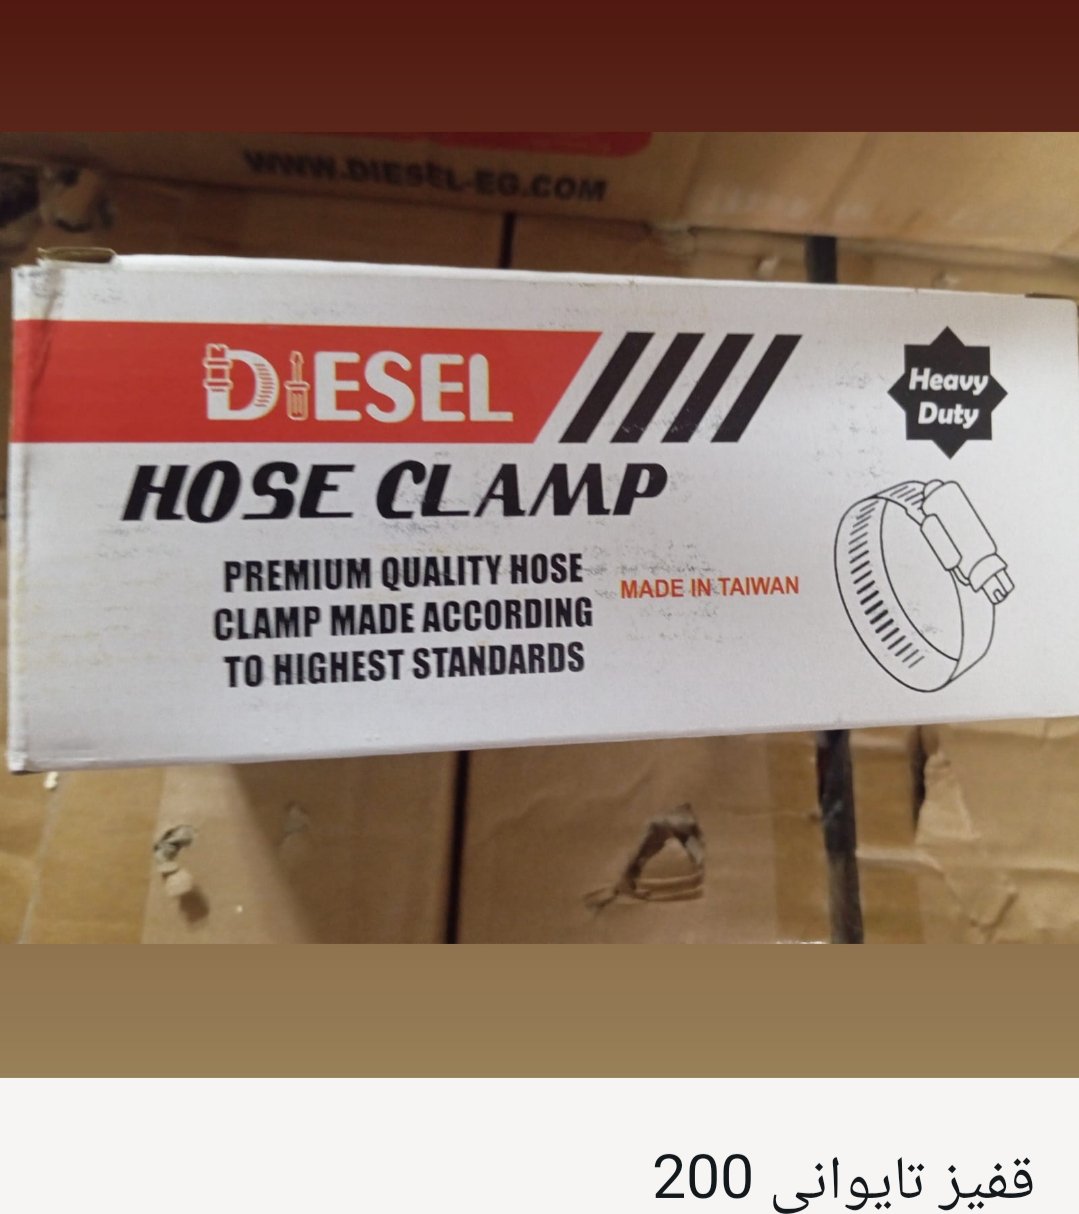 WWW.DIESEL-EG.COM
DIESEL
Heavy
Duty
HOSE CLAMP
PREMIUM QUALITY HOSE
CLAMP MADE ACCORDING
TO HIGHEST STANDARDS
MADE IN TAIWAN
قفيز تايوانى 200